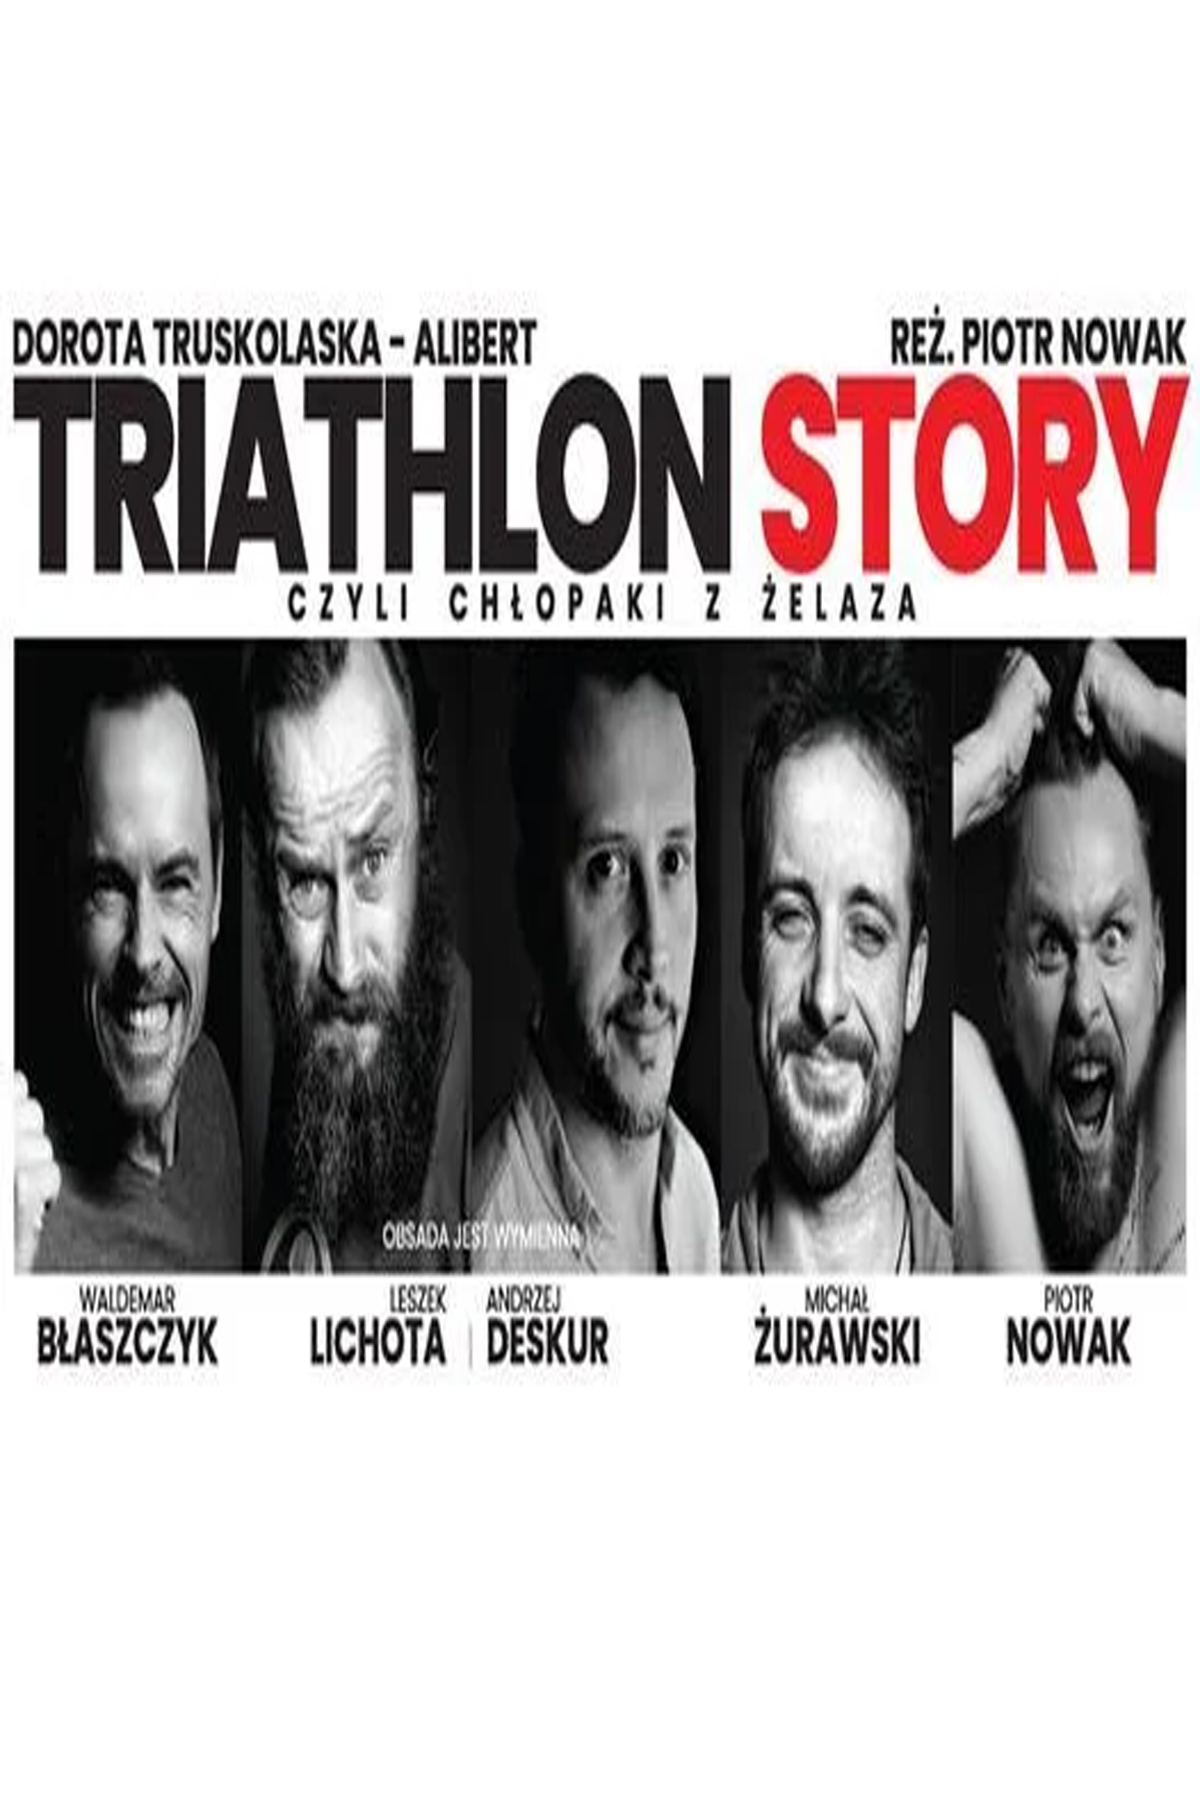 DOROTA TRUSKOLASKA - ALIBERT
REŻ. PIOTR NOWAK
TRIATHLON STORY
CZYLI CHŁOPAKI Z ŻELAZA
OBSADA JEST WYMIENNA
WALDEMAR
BŁASZCZYK
LESZEK
LICHOTA
ANDRZEJ
DESKUR
MICHAŁ
ŻURAWSKI
PIOTR
NOWAK